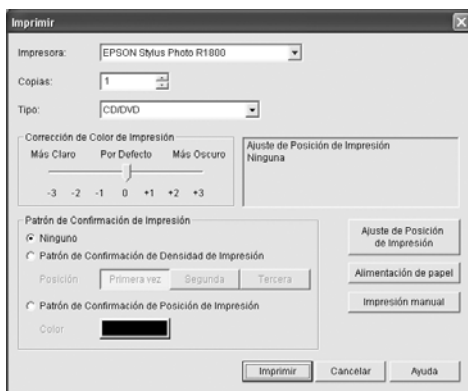 Imprimir
Impresora: EPSON Stylus Photo R1800
Copias: 1
Tipo: CD/DVD
Corrección de Color de Impresión
Más Claro Por Defecto Más Oscuro
-3 -2 -1 0 +1 +2 +3
Ajuste de Posición de Impresión
Ninguna
Patrón de Confirmación de Impresión
Ninguno
Patrón de Confirmación de Densidad de Impresión
Posición Primera vez Segunda Tercera
Patrón de Confirmación de Posición de Impresión
Color
Ajuste de Posición
de Impresión
Alimentación de papel
Impresión manual
Imprimir Cancelar Ayuda